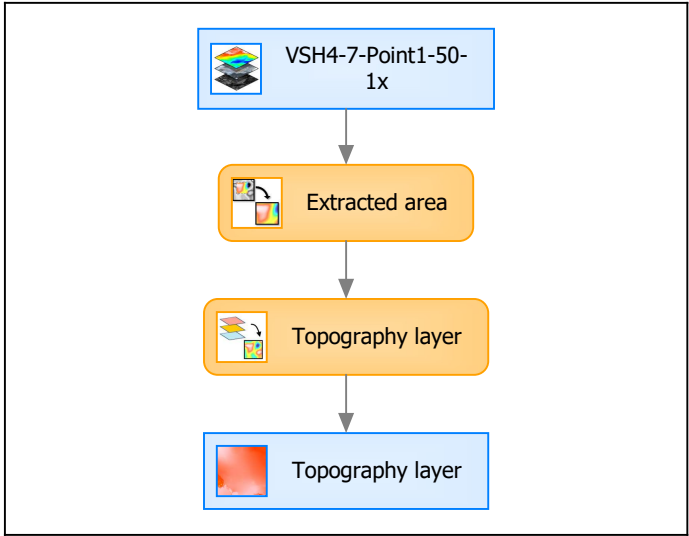 VSH4-7-Point1-50-
1x
Extracted area
Topography layer
Topography layer